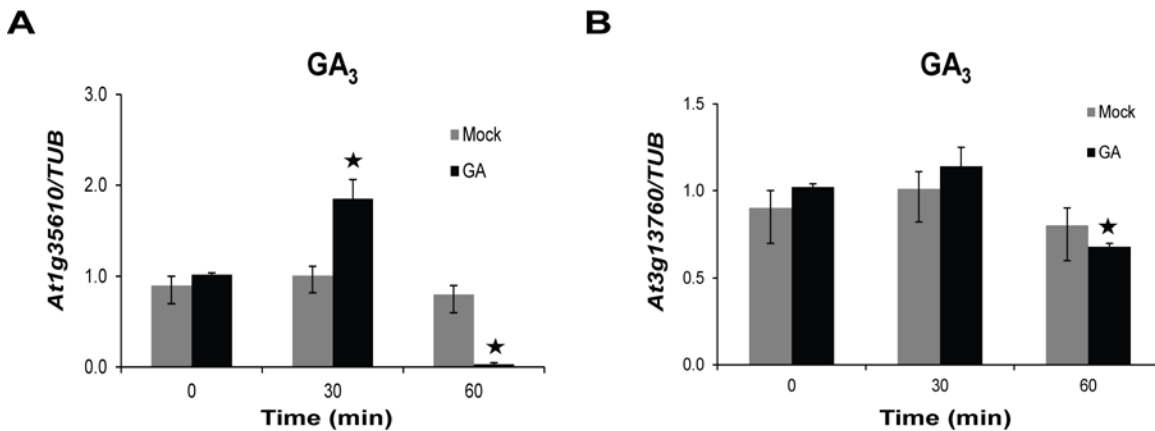 A
GA3
At1g35610/TUB
3.0
2.0
1.0
0.0
Mock
GA
★
★
0 30 60
Time (min)
B
GA3
At3g13760/TUB
1.5
1.0
0.5
0.0
Mock
GA
★
0 30 60
Time (min)